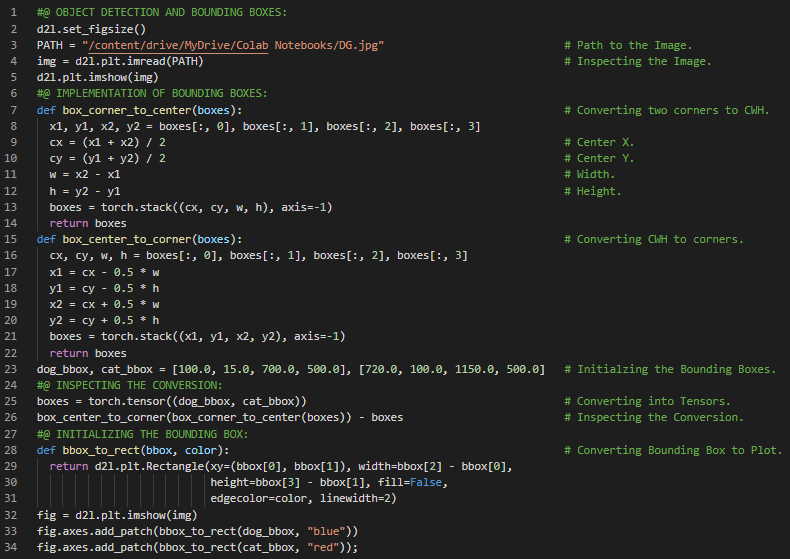 1 #@ OBJECT DETECTION AND BOUNDING BOXES:
2 d2l.set_figsize()
3 PATH = "/content/drive/MyDrive/Colab Notebooks/DG.jpg" # Path to the Image.
4 img = d2l.plt.imread(PATH) # Inspecting the Image.
5 d2l.plt.imshow(img)
6 #@ IMPLEMENTATION OF BOUNDING BOXES:
7 def box_corner_to_center(boxes): # Converting two corners to CWH.
8 x1, y1, x2, y2 = boxes[:, 0], boxes[:, 1], boxes[:, 2], boxes[:, 3]
9 cx = (x1 + x2) / 2 # Center X.
10 cy = (y1 + y2) / 2 # Center Y.
11 w = x2 - x1 # Width.
12 h = y2 - y1 # Height.
13 boxes = torch.stack((cx, cy, w, h), axis=-1)
14 return boxes
15 def box_center_to_corner(boxes): # Converting CWH to corners.
16 cx, cy, w, h = boxes[:, 0], boxes[:, 1], boxes[:, 2], boxes[:, 3]
17 x1 = cx - 0.5 * w
18 y1 = cy - 0.5 * h
19 x2 = cx + 0.5 * w
20 y2 = cy + 0.5 * h
21 boxes = torch.stack((x1, y1, x2, y2), axis=-1)
22 return boxes
23 dog_bbox, cat_bbox = [100.0, 15.0, 700.0, 500.0], [720.0, 100.0, 1150.0, 500.0] # Initialzing the Bounding Boxes.
24 #@ INSPECTING THE CONVERSION:
25 boxes = torch.tensor((dog_bbox, cat_bbox)) # Converting into Tensors.
26 box_center_to_corner(box_corner_to_center(boxes)) - boxes # Inspecting the Conversion.
27 #@ INITIALIZING THE BOUNDING BOX:
28 def bbox_to_rect(bbox, color): # Converting Bounding Box to Plot.
29 return d2l.plt.Rectangle(xy=(bbox[0], bbox[1]), width=bbox[2] - bbox[0],
30 height=bbox[3] - bbox[1], fill=False,
31 edgecolor=color, linewidth=2)
32 fig = d2l.plt.imshow(img)
33 fig.axes.add_patch(bbox_to_rect(dog_bbox, "blue"))
34 fig.axes.add_patch(bbox_to_rect(cat_bbox, "red"));